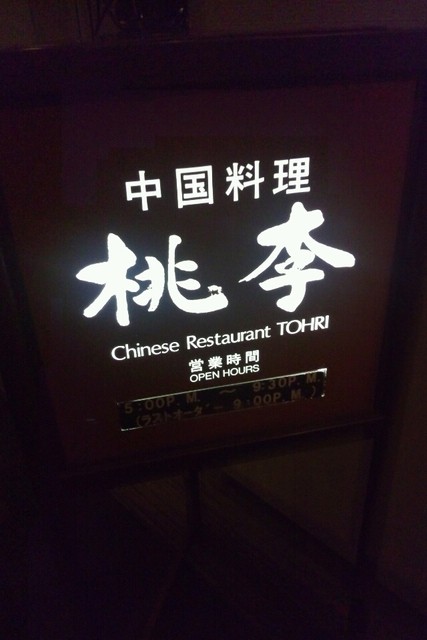 中国料理
桃李
Chinese Restaurant TOHRI
営業時間
OPEN HOURS
5:00P.M. ～ 9:30P.M.
(ラストオーダー 9:00P.M.)